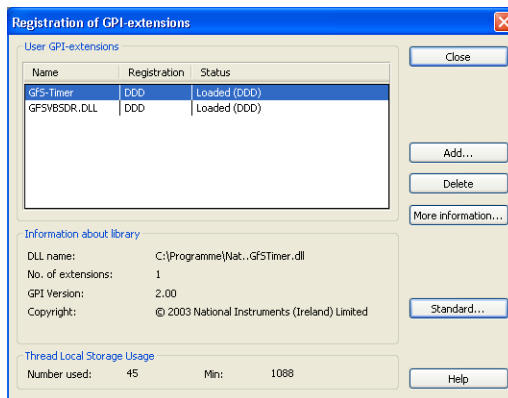 Registration of GPI-extensions
User GPI-extensions
Close
Name Registration Status
GfS-Timer DDD Loaded (DDD)
GFSVBSDR.DLL DDD Loaded (DDD)
Add...
Delete
More information...
Information about library
DLL name: C:\Programme\Nat..GfSTimer.dll
No. of extensions: 1
GPI Version: 2.00
Copyright: © 2003 National Instruments (Ireland) Limited
Standard...
Thread Local Storage Usage
Number used: 45 Min: 1088
Help